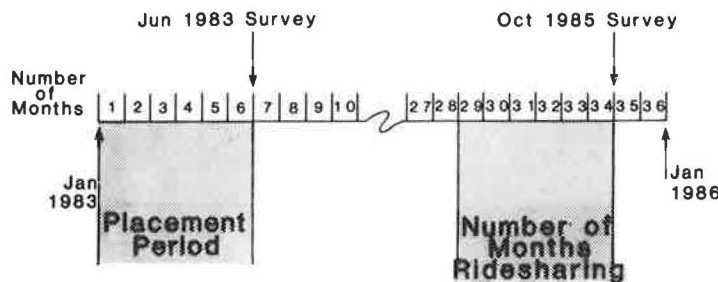 Jun 1983 Survey
Oct 1985 Survey
Number
of
Months
1 2 3 4 5 6 7 8 9 10
27 28 29 30 31 32 33 34 35 36
Jan
1983
Jan
1986
Placement
Period
Number of
Months
Ridesharing